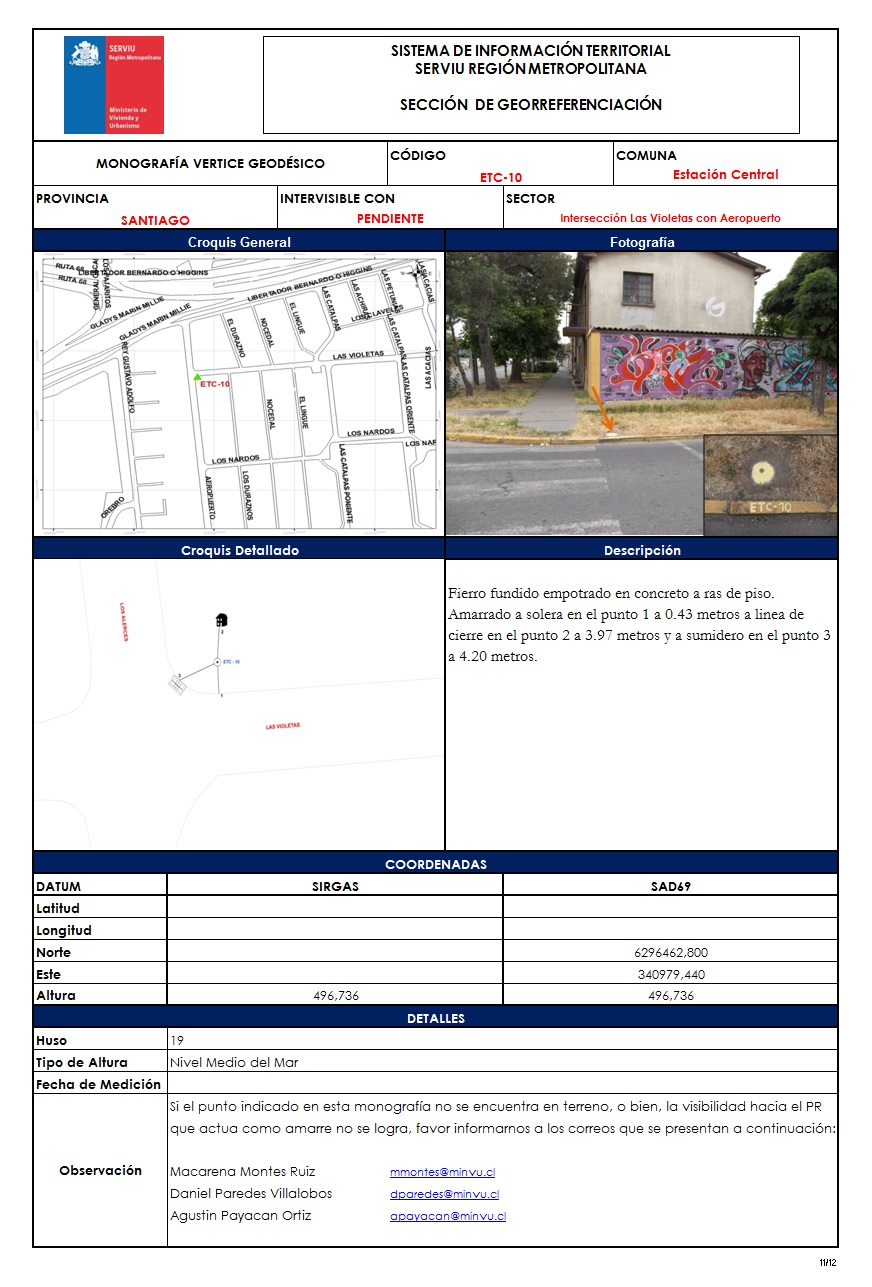 SERVIU
Región Metropolitana
Ministerio de
Vivienda y
Urbanismo
SISTEMA DE INFORMACIÓN TERRITORIAL
SERVIU REGIÓN METROPOLITANA
SECCIÓN DE GEORREFERENCIACIÓN
MONOGRAFÍA VERTICE GEODÉSICO
CÓDIGO
ETC-10
COMUNA
Estación Central
PROVINCIA
SANTIAGO
INTERVISIBLE CON
PENDIENTE
SECTOR
Intersección Las Violetas con Aeropuerto
Croquis General
Fotografía
RUTA 68
RUTA 68
LIBERTADOR BERNARDO O HIGGINS
LIBERTADOR BERNARDO O HIGGINS
GLADYS MARIN MILLIE
GLADYS MARIN MILLIE
REY GUSTAVO ADOLFO
EL DURAZNO
NOCEDAL
EL LINGUE
LAS CATALPAS
LAS ACACIAS
LAS VIOLETAS
ETC-10
NOCEDAL
EL LINGUE
LAS CATALPAS ORIENTE
LAS ACACIAS
LOS NARDOS
LOS NARDOS
LOS NAR
AEROPUERTO
LOS DURAZNOS
LAS CATALPAS PONIENTE
OREBRO
ETC-10
Croquis Detallado
Descripción
LOS ALERCES
2
ETC - 10
3
1
LAS VIOLETAS
Fierro fundido empotrado en concreto a ras de piso.
Amarrado a solera en el punto 1 a 0.43 metros a linea de
cierre en el punto 2 a 3.97 metros y a sumidero en el punto 3
a 4.20 metros.
COORDENADAS
DATUM SIRGAS SAD69
Latitud
Longitud
Norte 6296462,800
Este 340979,440
Altura 496,736 496,736
DETALLES
Huso 19
Tipo de Altura Nivel Medio del Mar
Fecha de Medición
Observación
Si el punto indicado en esta monografía no se encuentra en terreno, o bien, la visibilidad hacia el PR
que actua como amarre no se logra, favor informarnos a los correos que se presentan a continuación:
Macarena Montes Ruiz mmontes@minvu.cl
Daniel Paredes Villalobos dparedes@minvu.cl
Agustin Payacan Ortiz apayacan@minvu.cl
11/12